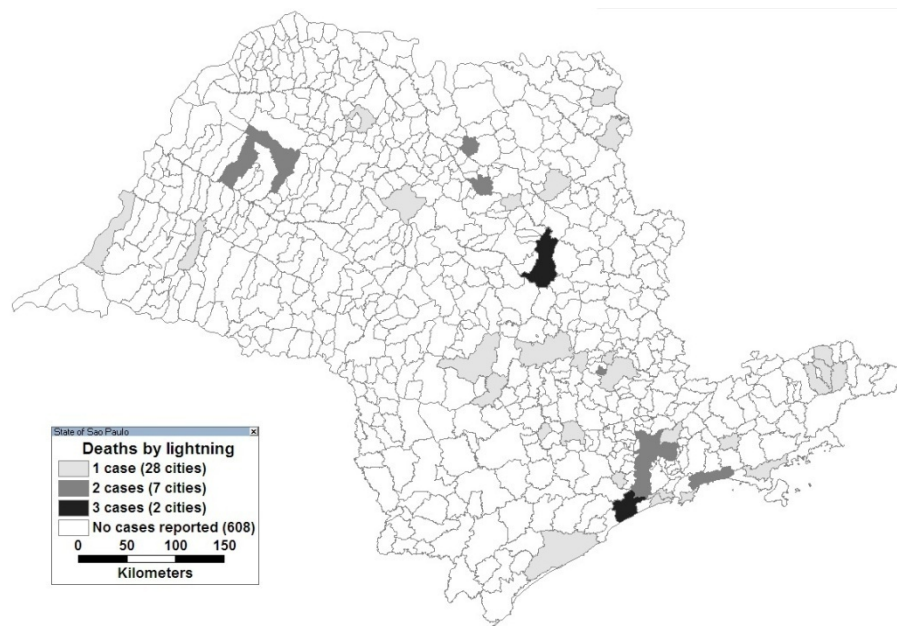 State of Sao Paulo
Deaths by lightning
1 case (28 cities)
2 cases (7 cities)
3 cases (2 cities)
No cases reported (608)
0 50 100 150
Kilometers